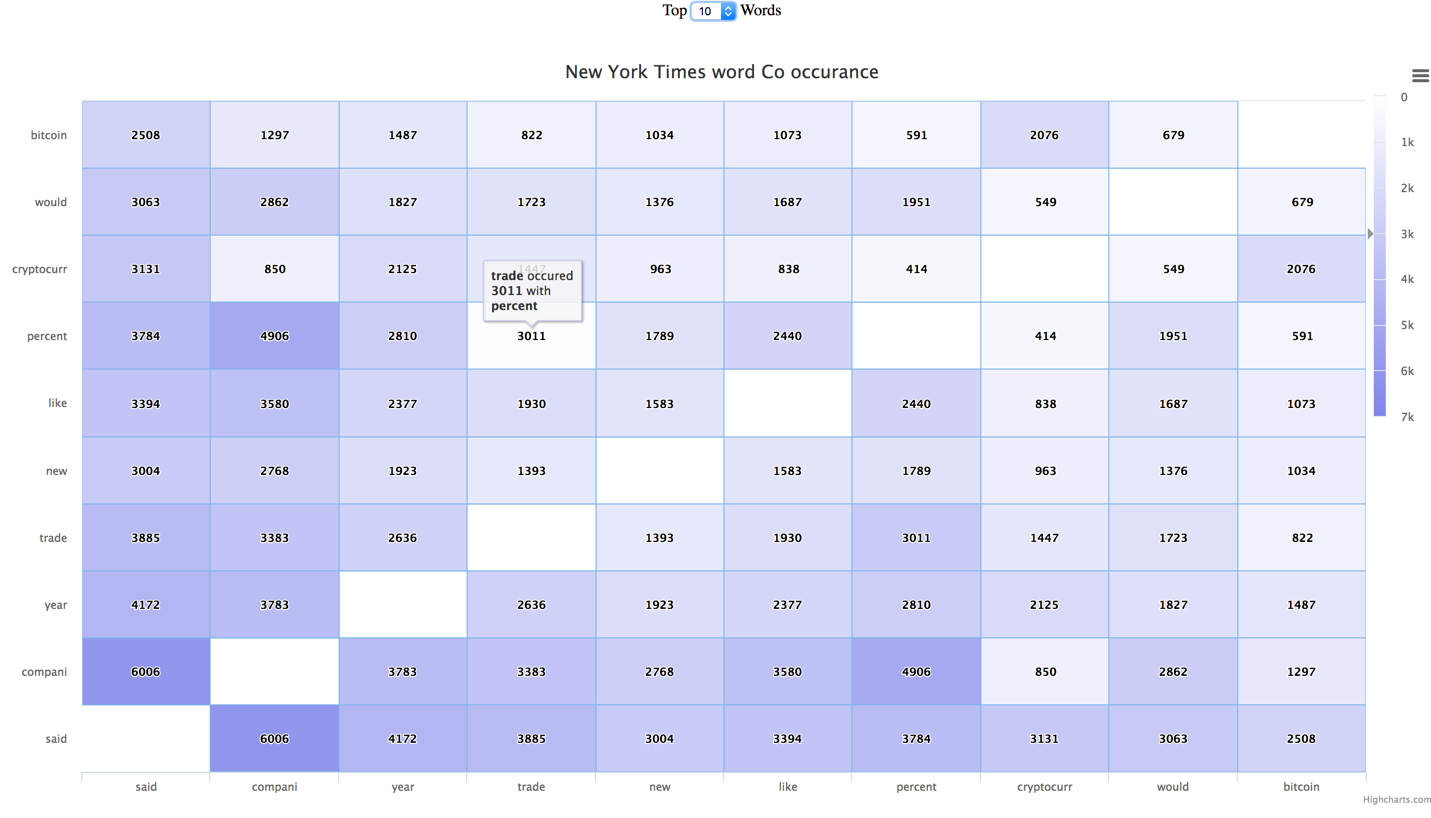 Top 10 Words
New York Times word Co occurance
bitcoin 2508 1297 1487 822 1034 1073 591 2076 679
would 3063 2862 1827 1723 1376 1687 1951 549 679
cryptocurr 3131 850 2125 1447 963 838 414 549 2076
trade occured
3011 with
percent
percent 3784 4906 2810 3011 1789 2440 414 1951 591
like 3394 3580 2377 1930 1583 2440 838 1687 1073
new 3004 2768 1923 1393 1583 1789 963 1376 1034
trade 3885 3383 2636 1393 1930 3011 1447 1723 822
year 4172 3783 2636 1923 2377 2810 2125 1827 1487
compani 6006 3783 3383 2768 3580 4906 850 2862 1297
said 6006 4172 3885 3004 3394 3784 3131 3063 2508
said compani year trade new like percent cryptocurr would bitcoin
0
1k
2k
3k
4k
5k
6k
7k
Highcharts.com